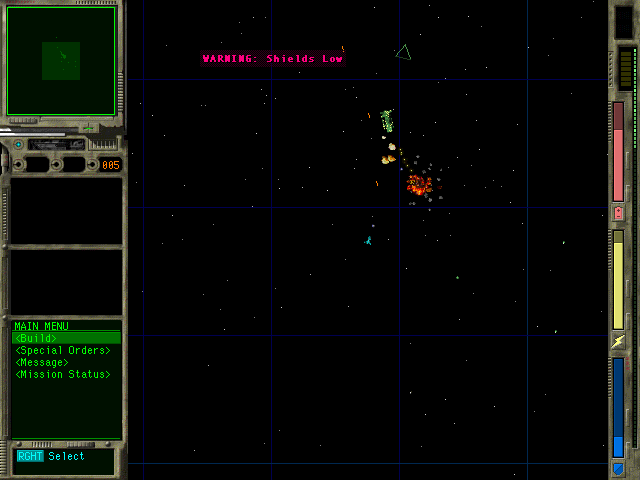 WARNING: Shields Low
005
MAIN MENU
<Build>
<Special Orders>
<Message>
<Mission Status>
RGHT Select